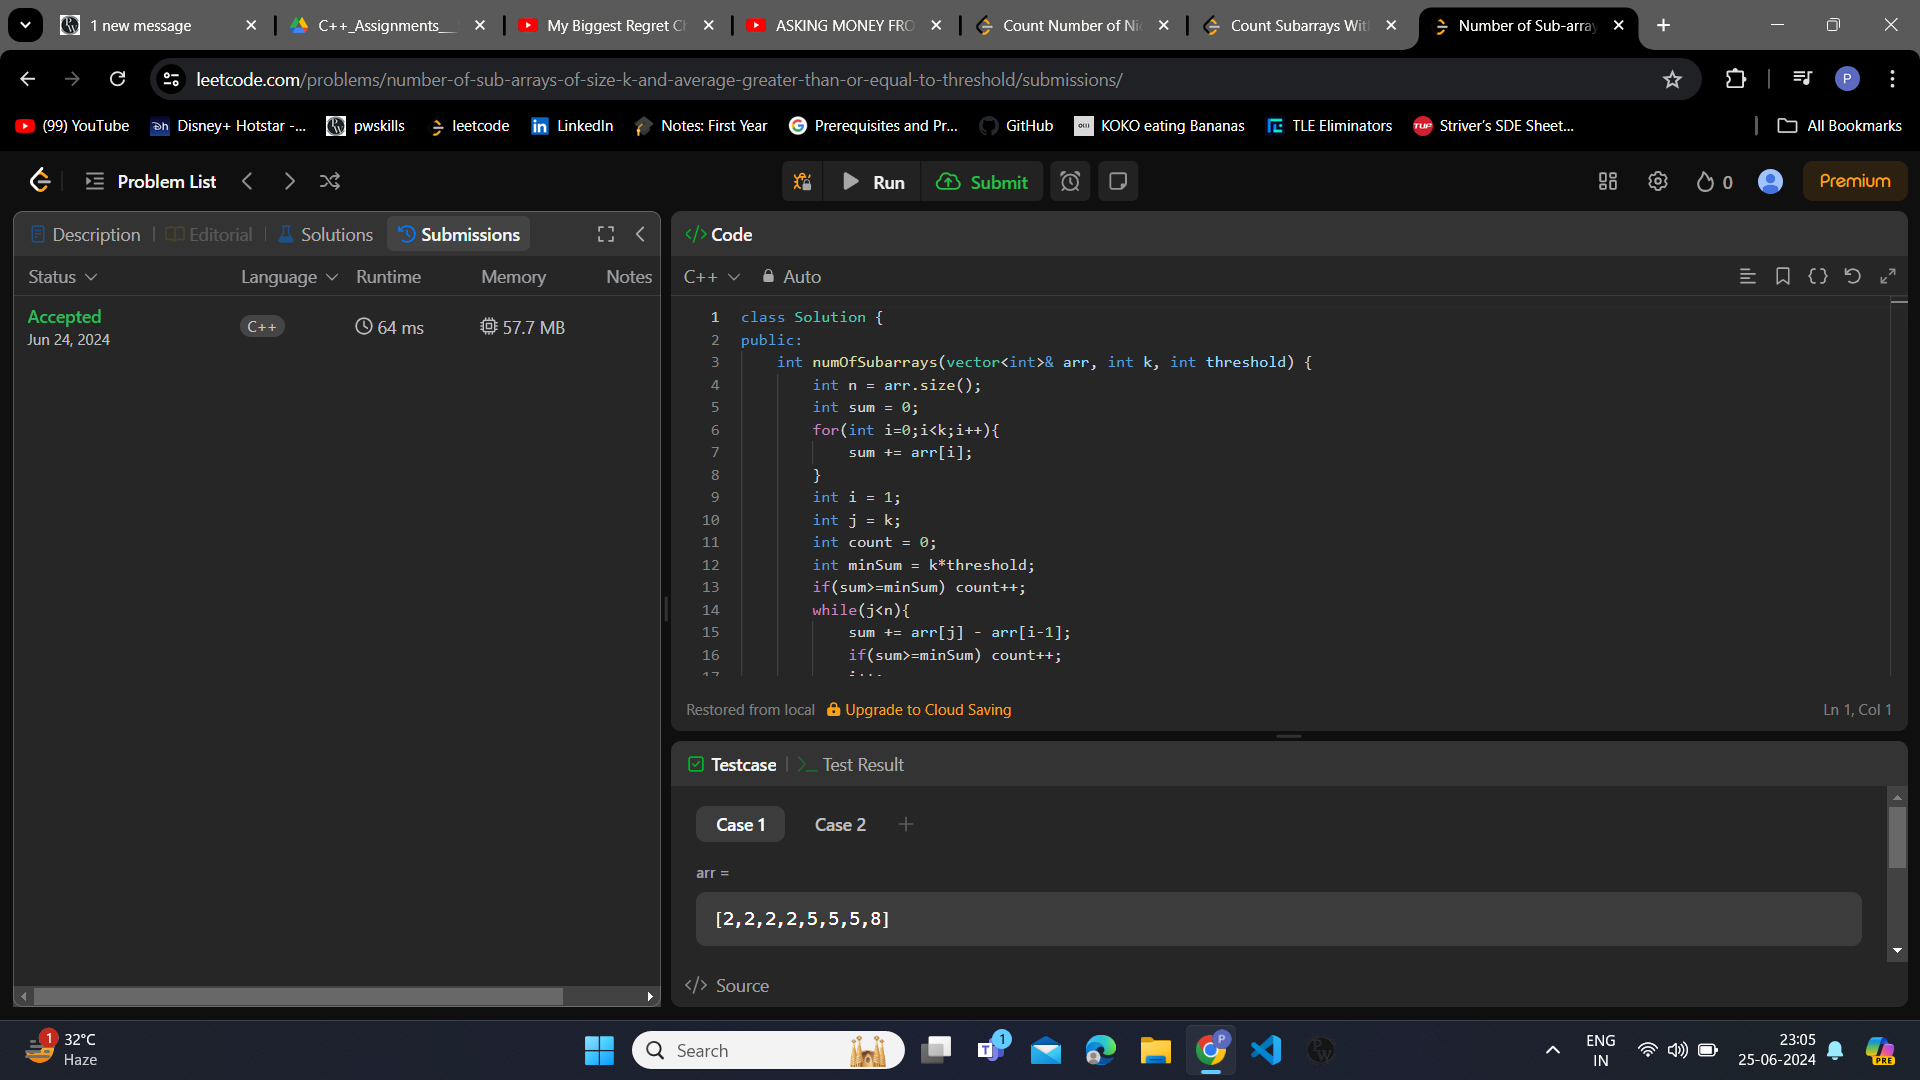 1 new message
C++_Assignments__
My Biggest Regret Ch
ASKING MONEY FRO
Count Number of Nic
Count Subarrays Wit
Number of Sub-array
leetcode.com/problems/number-of-sub-arrays-of-size-k-and-average-greater-than-or-equal-to-threshold/submissions/
P
(99) YouTube
Disney+ Hotstar -...
pwskills
leetcode
LinkedIn
Notes: First Year
Prerequisites and Pr...
GitHub
KOKO eating Bananas
TLE Eliminators
Striver's SDE Sheet...
All Bookmarks
Problem List
Run
Submit
0
Premium
Description
Editorial
Solutions
Submissions
Status
Language
Runtime
Memory
Notes
Accepted
Jun 24, 2024
C++
64 ms
57.7 MB
</> Code
C++
Auto
1 class Solution {
2 public:
3 int numOfSubarrays(vector<int>& arr, int k, int threshold) {
4 int n = arr.size();
5 int sum = 0;
6 for(int i=0;i<k;i++){
7 sum += arr[i];
8 }
9 int i = 1;
10 int j = k;
11 int count = 0;
12 int minSum = k*threshold;
13 if(sum>=minSum) count++;
14 while(j<n){
15 sum += arr[j] - arr[i-1];
16 if(sum>=minSum) count++;
Restored from local
Upgrade to Cloud Saving
Ln 1, Col 1
Testcase
Test Result
Case 1
Case 2
arr =
[2,2,2,2,5,5,5,8]
</> Source
1
32°C
Haze
Search
1
ENG
IN
23:05
25-06-2024
PRE